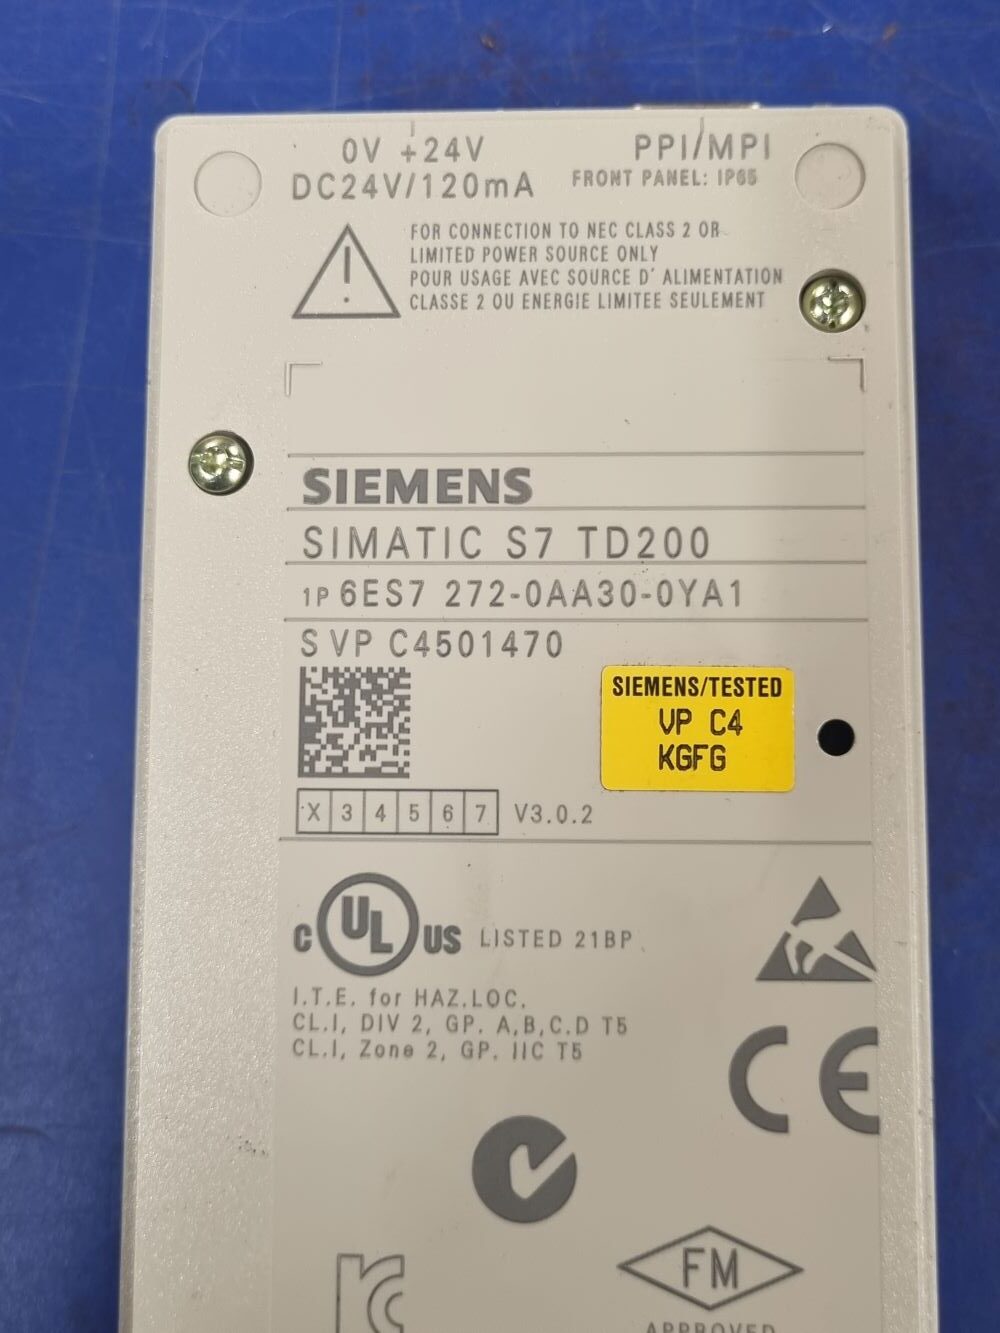 0V +24V
PPI/MPI
DC24V/120mA
FRONT PANEL: IP65
FOR CONNECTION TO NEC CLASS 2 OR
LIMITED POWER SOURCE ONLY
POUR USAGE AVEC SOURCE D' ALIMENTATION
CLASSE 2 OU ENERGIE LIMITEE SEULEMENT
SIEMENS
SIMATIC S7 TD200
1P 6ES7 272-0AA30-0YA1
S VP C4501470
SIEMENS/TESTED
VP C4
KGFG
X 3 4 5 6 7 V3.0.2
C UL US LISTED 21BP
I.T.E. for HAZ.LOC.
CL.I, DIV 2, GP. A,B,C.D T5
CL.I, Zone 2, GP. IIC T5
CE
FM
APPROVED